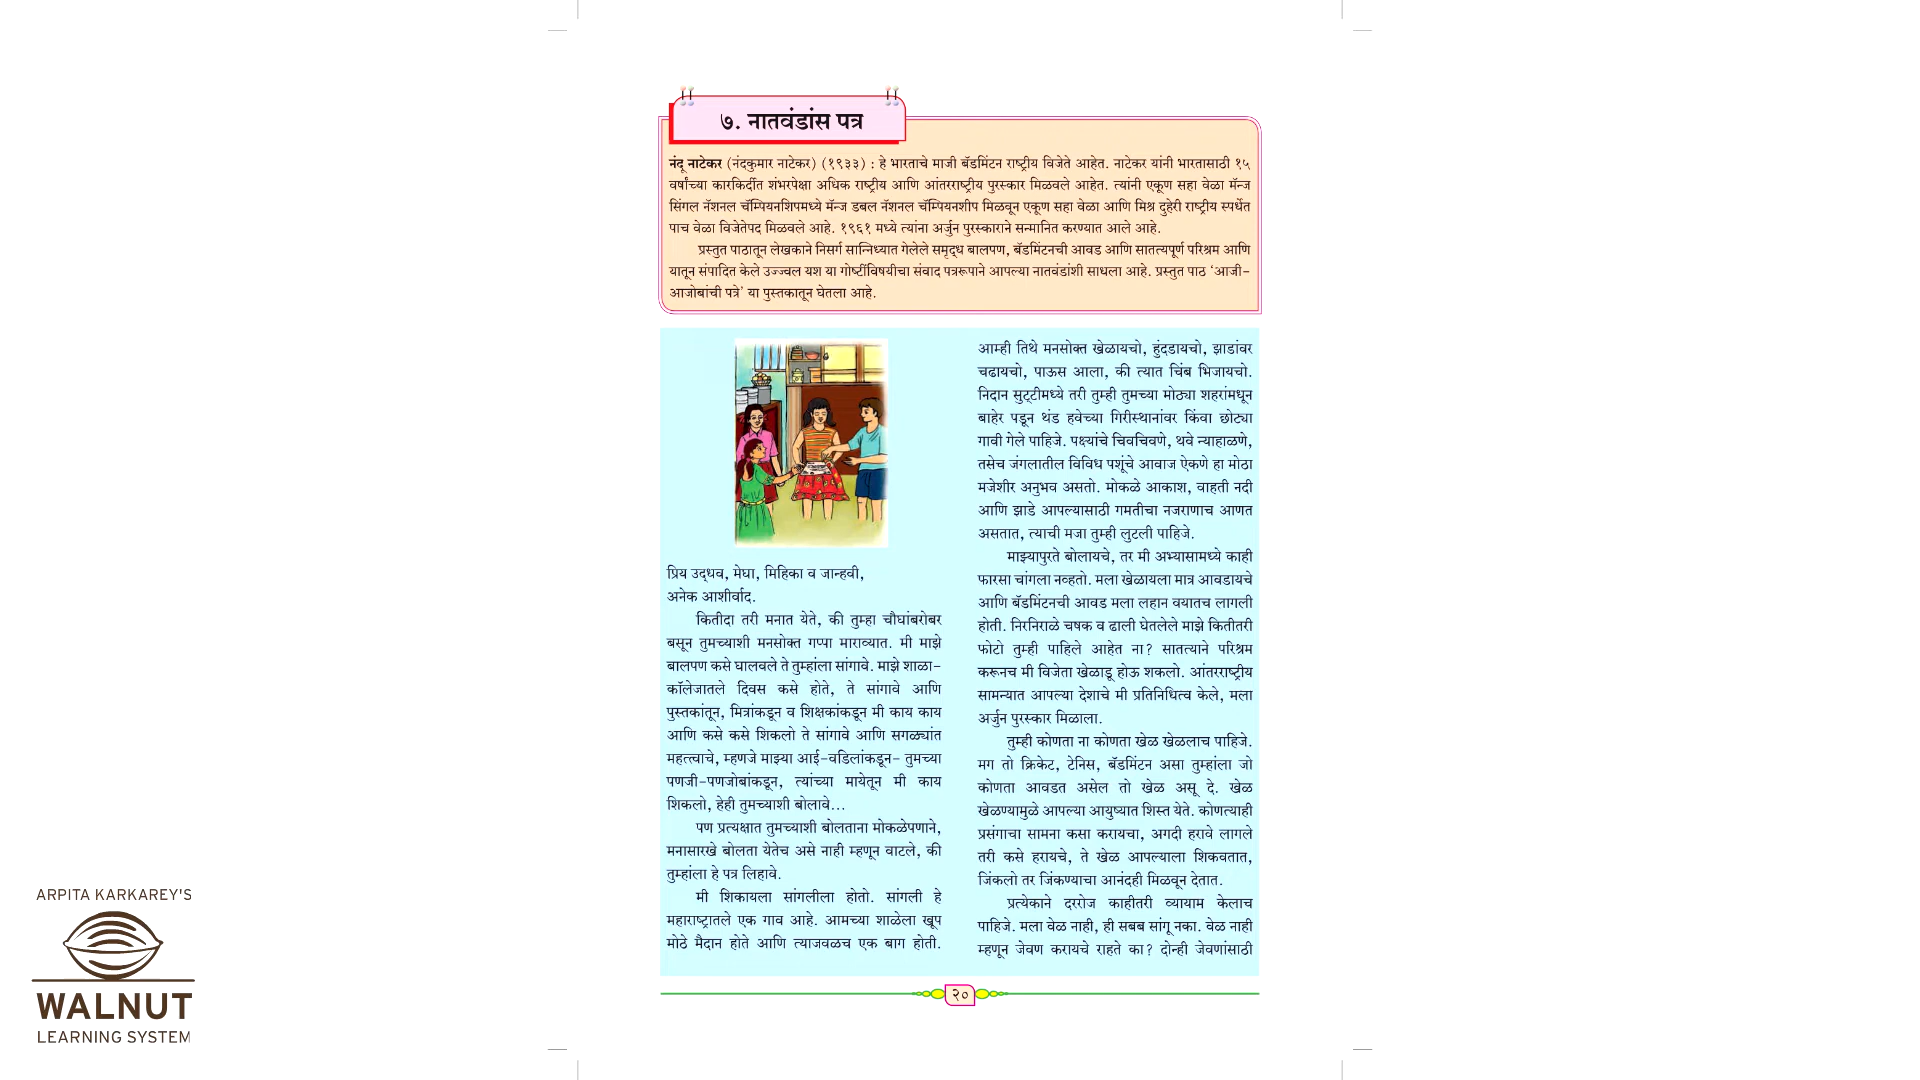 ७. नातवंडांस पत्र
नंदू नाटेकर (नंदकुमार नाटेकर) (१९३३) : हे भारताचे माजी बॅडमिंटन राष्ट्रीय विजेते आहेत. नाटेकर यांनी भारतासाठी १५
वर्षांच्या कारकिर्दीत शंभरपेक्षा अधिक राष्ट्रीय आणि आंतरराष्ट्रीय पुरस्कार मिळवले आहेत. त्यांनी एकूण सहा वेळा मॅन्ज
सिंगल नॅशनल चॅम्पियनशिपमध्ये मॅन्ज डबल नॅशनल चॅम्पियनशीप मिळवून एकूण सहा वेळा आणि मिश्र दुहेरी राष्ट्रीय स्पर्धेत
पाच वेळा विजेतेपद मिळवले आहे. १९६१ मध्ये त्यांना अर्जुन पुरस्काराने सन्मानित करण्यात आले आहे.
प्रस्तुत पाठातून लेखकाने निसर्ग सान्निध्यात गेलेले समृद्ध बालपण, बॅडमिंटनची आवड आणि सातत्यपूर्ण परिश्रम आणि
यातून संपादित केले उज्ज्वल यश या गोष्टींविषयीचा संवाद पत्ररूपाने आपल्या नातवंडांशी साधला आहे. प्रस्तुत पाठ ‘आजी-
आजोबांची पत्रे’ या पुस्तकातून घेतला आहे.
प्रिय उद्धव, मेघा, मिहिका व जान्हवी,
अनेक आशीर्वाद.
कितीदा तरी मनात येते, की तुम्हा चौघांबरोबर
बसून तुमच्याशी मनसोक्त गप्पा माराव्यात. मी माझे
बालपण कसे घालवले ते तुम्हांला सांगावे. माझे शाळा-
कॉलेजातले दिवस कसे होते, ते सांगावे आणि
पुस्तकांतून, मित्रांकडून व शिक्षकांकडून मी काय काय
आणि कसे कसे शिकलो ते सांगावे आणि सगळ्यांत
महत्त्वाचे, म्हणजे माझ्या आई-वडिलांकडून- तुमच्या
पणजी-पणजोबांकडून, त्यांच्या मायेतून मी काय
शिकलो, हेही तुमच्याशी बोलावे...
पण प्रत्यक्षात तुमच्याशी बोलताना मोकळेपणाने,
मनासारखे बोलता येतेच असे नाही म्हणून वाटले, की
तुम्हांला हे पत्र लिहावे.
मी शिकायला सांगलीला होतो. सांगली हे
महाराष्ट्रातले एक गाव आहे. आमच्या शाळेला खूप
मोठे मैदान होते आणि त्याजवळच एक बाग होती.
आम्ही तिथे मनसोक्त खेळायचो, हुंदडायचो, झाडांवर
चढायचो, पाऊस आला, की त्यात चिंब भिजायचो.
निदान सुट्टीमध्ये तरी तुम्ही तुमच्या मोठ्या शहरांमधून
बाहेर पडून थंड हवेच्या गिरीस्थानांवर किंवा छोट्या
गावी गेले पाहिजे. पक्ष्यांचे चिवचिवणे, थवे न्याहाळणे,
तसेच जंगलातील विविध पशूंचे आवाज ऐकणे हा मोठा
मजेशीर अनुभव असतो. मोकळे आकाश, वाहती नदी
आणि झाडे आपल्यासाठी गमतीचा नजराणाच आणत
असतात, त्याची मजा तुम्ही लुटली पाहिजे.
माझ्यापुरते बोलायचे, तर मी अभ्यासामध्ये काही
फारसा चांगला नव्हतो. मला खेळायला मात्र आवडायचे
आणि बॅडमिंटनची आवड मला लहान वयातच लागली
होती. निरनिराळे चषक व ढाली घेतलेले माझे कितीतरी
फोटो तुम्ही पाहिले आहेत ना? सातत्याने परिश्रम
करूनच मी विजेता खेळाडू होऊ शकलो. आंतरराष्ट्रीय
सामन्यात आपल्या देशाचे मी प्रतिनिधित्व केले, मला
अर्जुन पुरस्कार मिळाला.
तुम्ही कोणता ना कोणता खेळ खेळलाच पाहिजे.
मग तो क्रिकेट, टेनिस, बॅडमिंटन असा तुम्हांला जो
कोणता आवडत असेल तो खेळ असू दे. खेळ
खेळण्यामुळे आपल्या आयुष्यात शिस्त येते. कोणत्याही
प्रसंगाचा सामना कसा करायचा, अगदी हरावे लागले
तरी कसे हरायचे, ते खेळ आपल्याला शिकवतात,
जिंकलो तर जिंकण्याचा आनंदही मिळवून देतात.
प्रत्येकाने दररोज काहीतरी व्यायाम केलाच
पाहिजे. मला वेळ नाही, ही सबब सांगू नका. वेळ नाही
म्हणून जेवण करायचे राहते का? दोन्ही जेवणांसाठी
२०
ARPITA KARKAREY'S
WALNUT
LEARNING SYSTEM